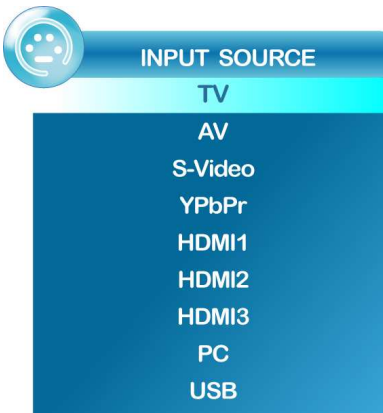 INPUT SOURCE
TV
AV
S-Video
YPbPr
HDMI1
HDMI2
HDMI3
PC
USB